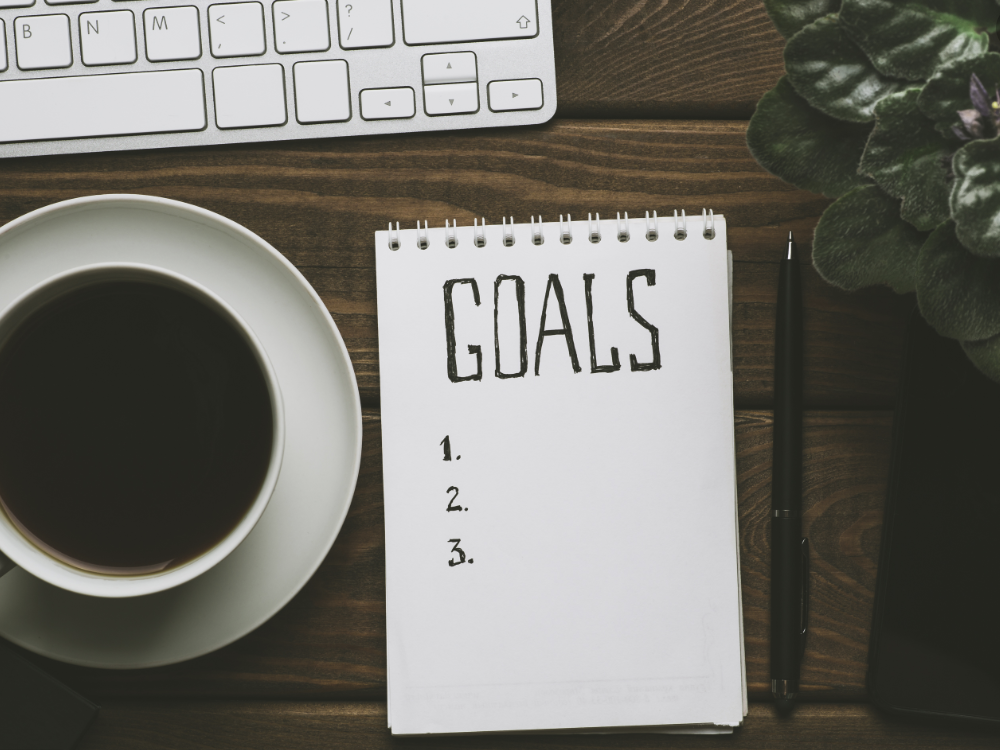 B N M < , > . ? /
GOALS
1.
2.
3.